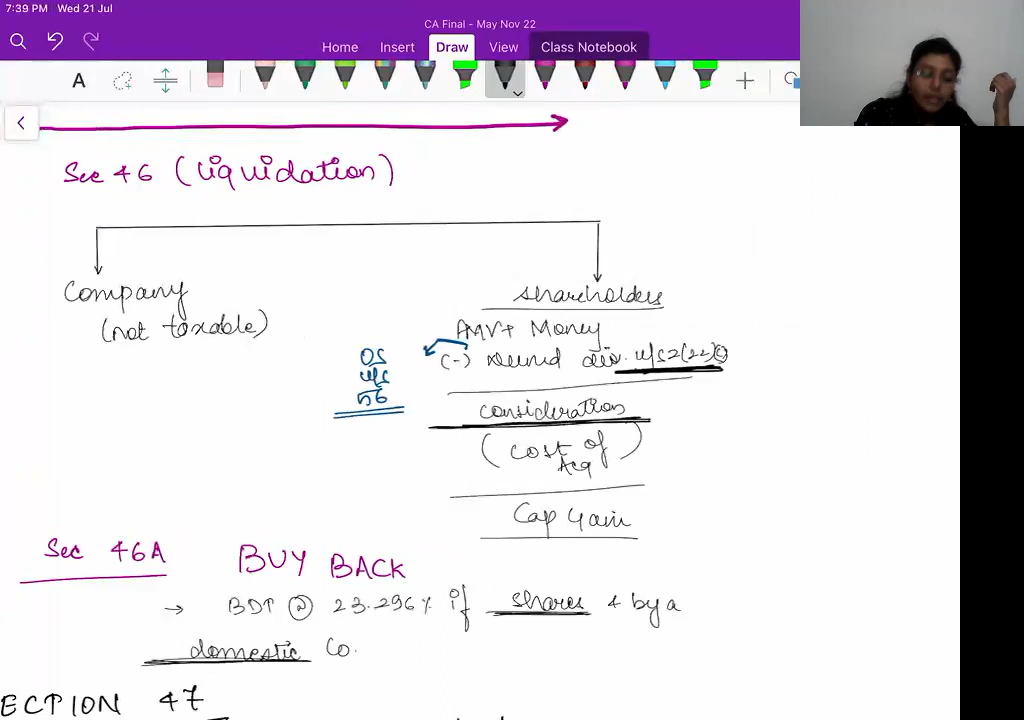 7:39 PM Wed 21 Jul
CA Final - May Nov 22
Home Insert Draw View Class Notebook
A
Sec 46 (Liquidation)
Company
(not taxable)
Shareholders
FMV + Money
(-) Deemed div. u/s 2(22)(c)
OS
u/s
56
consideration
(Cost of
Acq)
Cap Gain
Sec 46A BUY BACK
→ BDT @ 23.296% if shares & by a
domestic Co.
ECTION 47